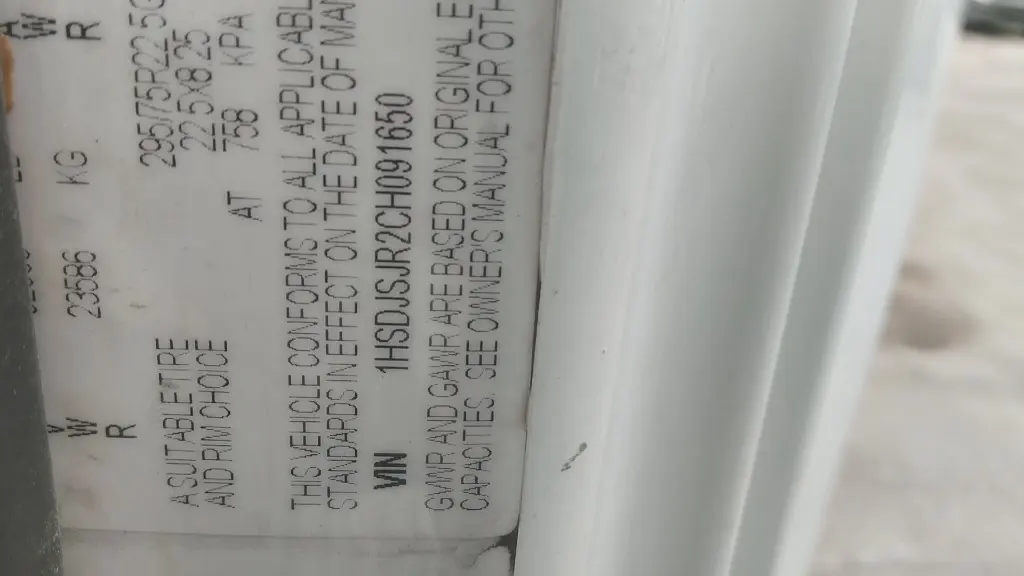 A
W
W
R
R
23586 KG
A SUITABLE TIRE 295/75R22.5G
AND RIM CHOICE 22.5X8.25
AT 758 KPA
THIS VEHICLE CONFORMS TO ALL APPLICABL
STANDARDS IN EFFECT ON THE DATE OF MAN
VIN 1HSDJSJR2CH091650
GVWR AND GAWR ARE BASED ON ORIGINAL E
CAPACITIES. SEE OWNER'S MANUAL FOR OTH